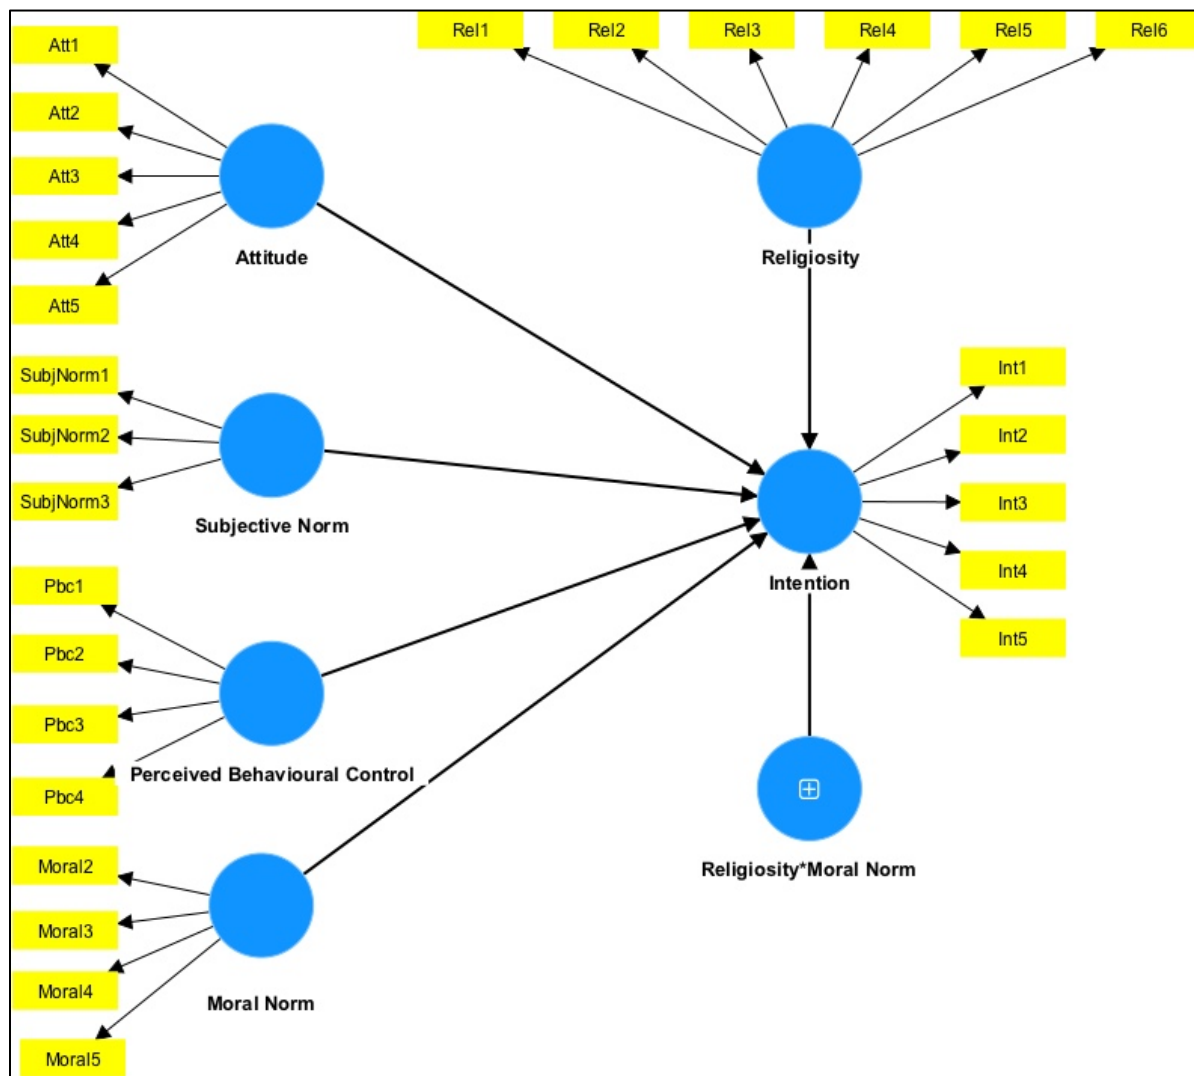 Att1
Att2
Att3
Att4
Att5
Attitude
Rel1
Rel2
Rel3
Rel4
Rel5
Rel6
Religiosity
SubjNorm1
SubjNorm2
SubjNorm3
Subjective Norm
Int1
Int2
Int3
Int4
Int5
Intention
Pbc1
Pbc2
Pbc3
Pbc4
Perceived Behavioural Control
Moral2
Moral3
Moral4
Moral5
Moral Norm
Religiosity*Moral Norm